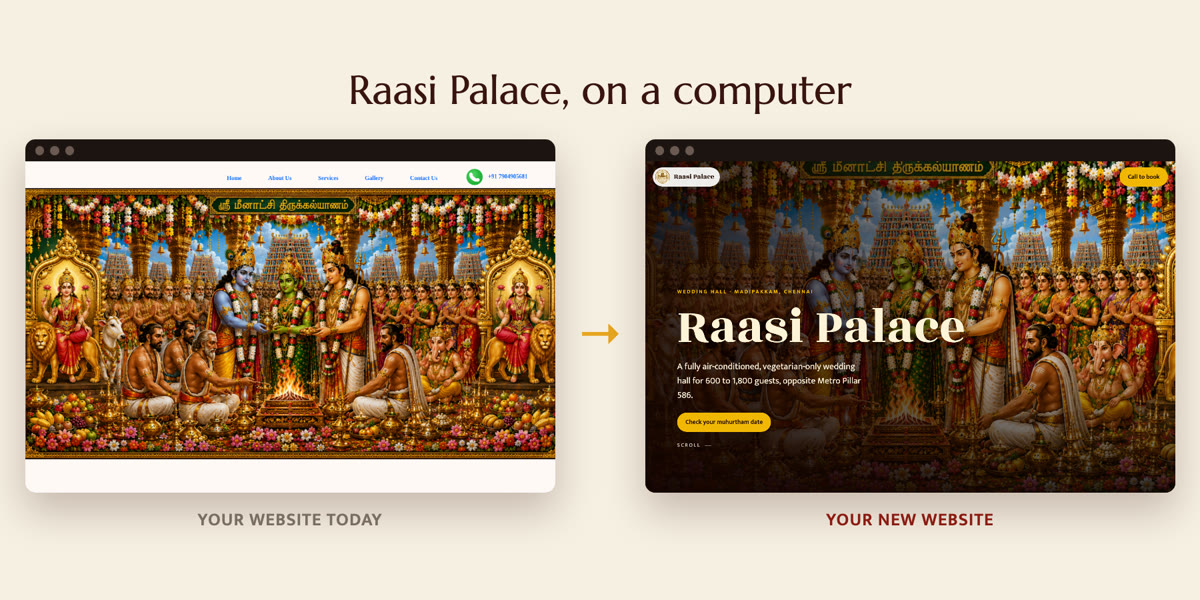 Raasi Palace, on a computer
Home About Us Services Gallery Contact Us +91 7904985681
ஸ்ரீ மீனாட்சி திருக்கல்யாணம்
YOUR WEBSITE TODAY
ஸ்ரீ மீனாட்சி திருக்கல்யாணம்
Raasi Palace
Call to book
WEDDING HALL · MADIPAKKAM, CHENNAI
Raasi Palace
A fully air-conditioned, vegetarian-only wedding
hall for 600 to 1,800 guests, opposite Metro Pillar
586.
Check your muhurtham date
SCROLL —
YOUR NEW WEBSITE